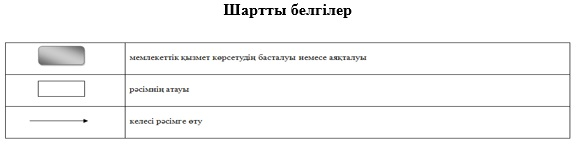 Шартты белгілер
мемлекеттік қызмет көрсетудің басталуы немесе аяқталуы
рәсімнің атауы
келесі рәсімге өту